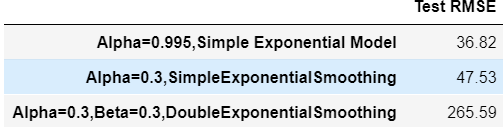 Test RMSE
Alpha=0.995,Simple Exponential Model 36.82
Alpha=0.3,SimpleExponentialSmoothing 47.53
Alpha=0.3,Beta=0.3,DoubleExponentialSmoothing 265.59